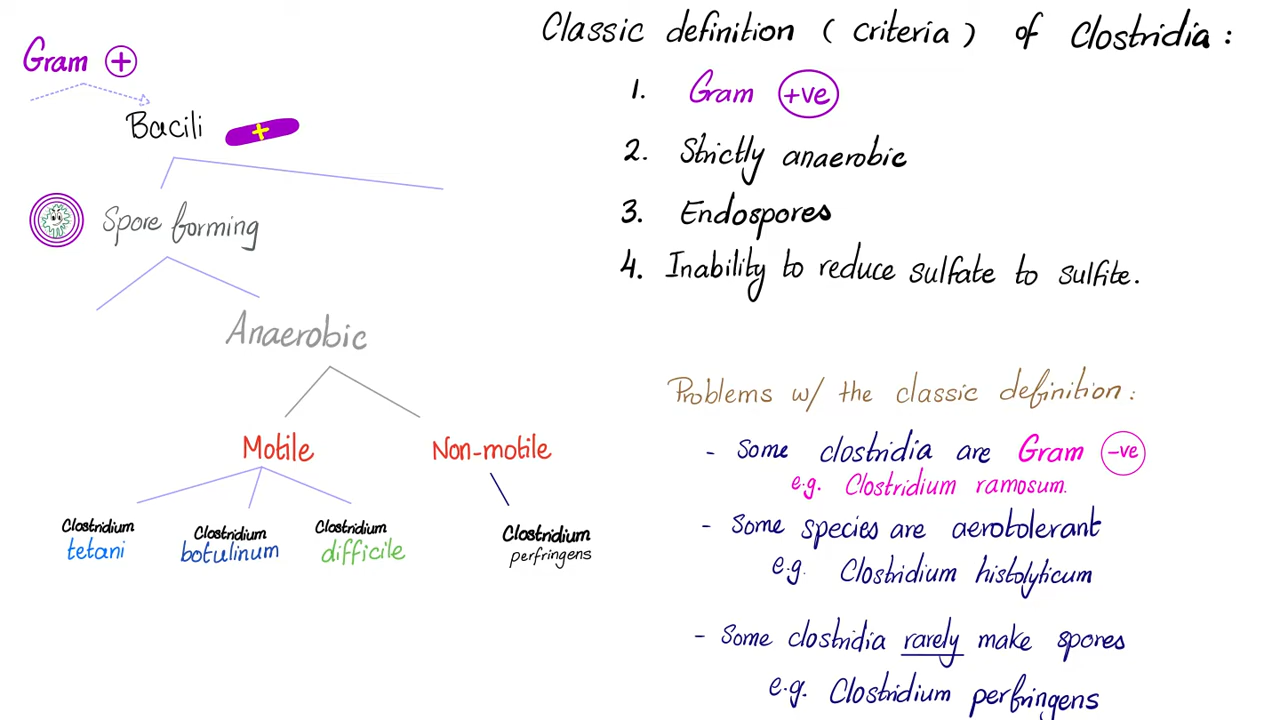 Gram +
Bacili +
Spore forming
Anaerobic
Motile
Non-motile
Clostridium
tetani
Clostridium
botulinum
Clostridium
difficile
Clostridium
perfringens
Classic definition ( criteria ) of Clostridia :
1. Gram +ve
2. Strictly anaerobic
3. Endospores
4. Inability to reduce sulfate to sulfite.
Problems w/ the classic definition :
- Some clostridia are Gram -ve
e.g. Clostridium ramosum.
- Some species are aerotolerant
e.g. Clostridium histolyticum
- Some clostridia rarely make spores
e.g. Clostridium perfringens